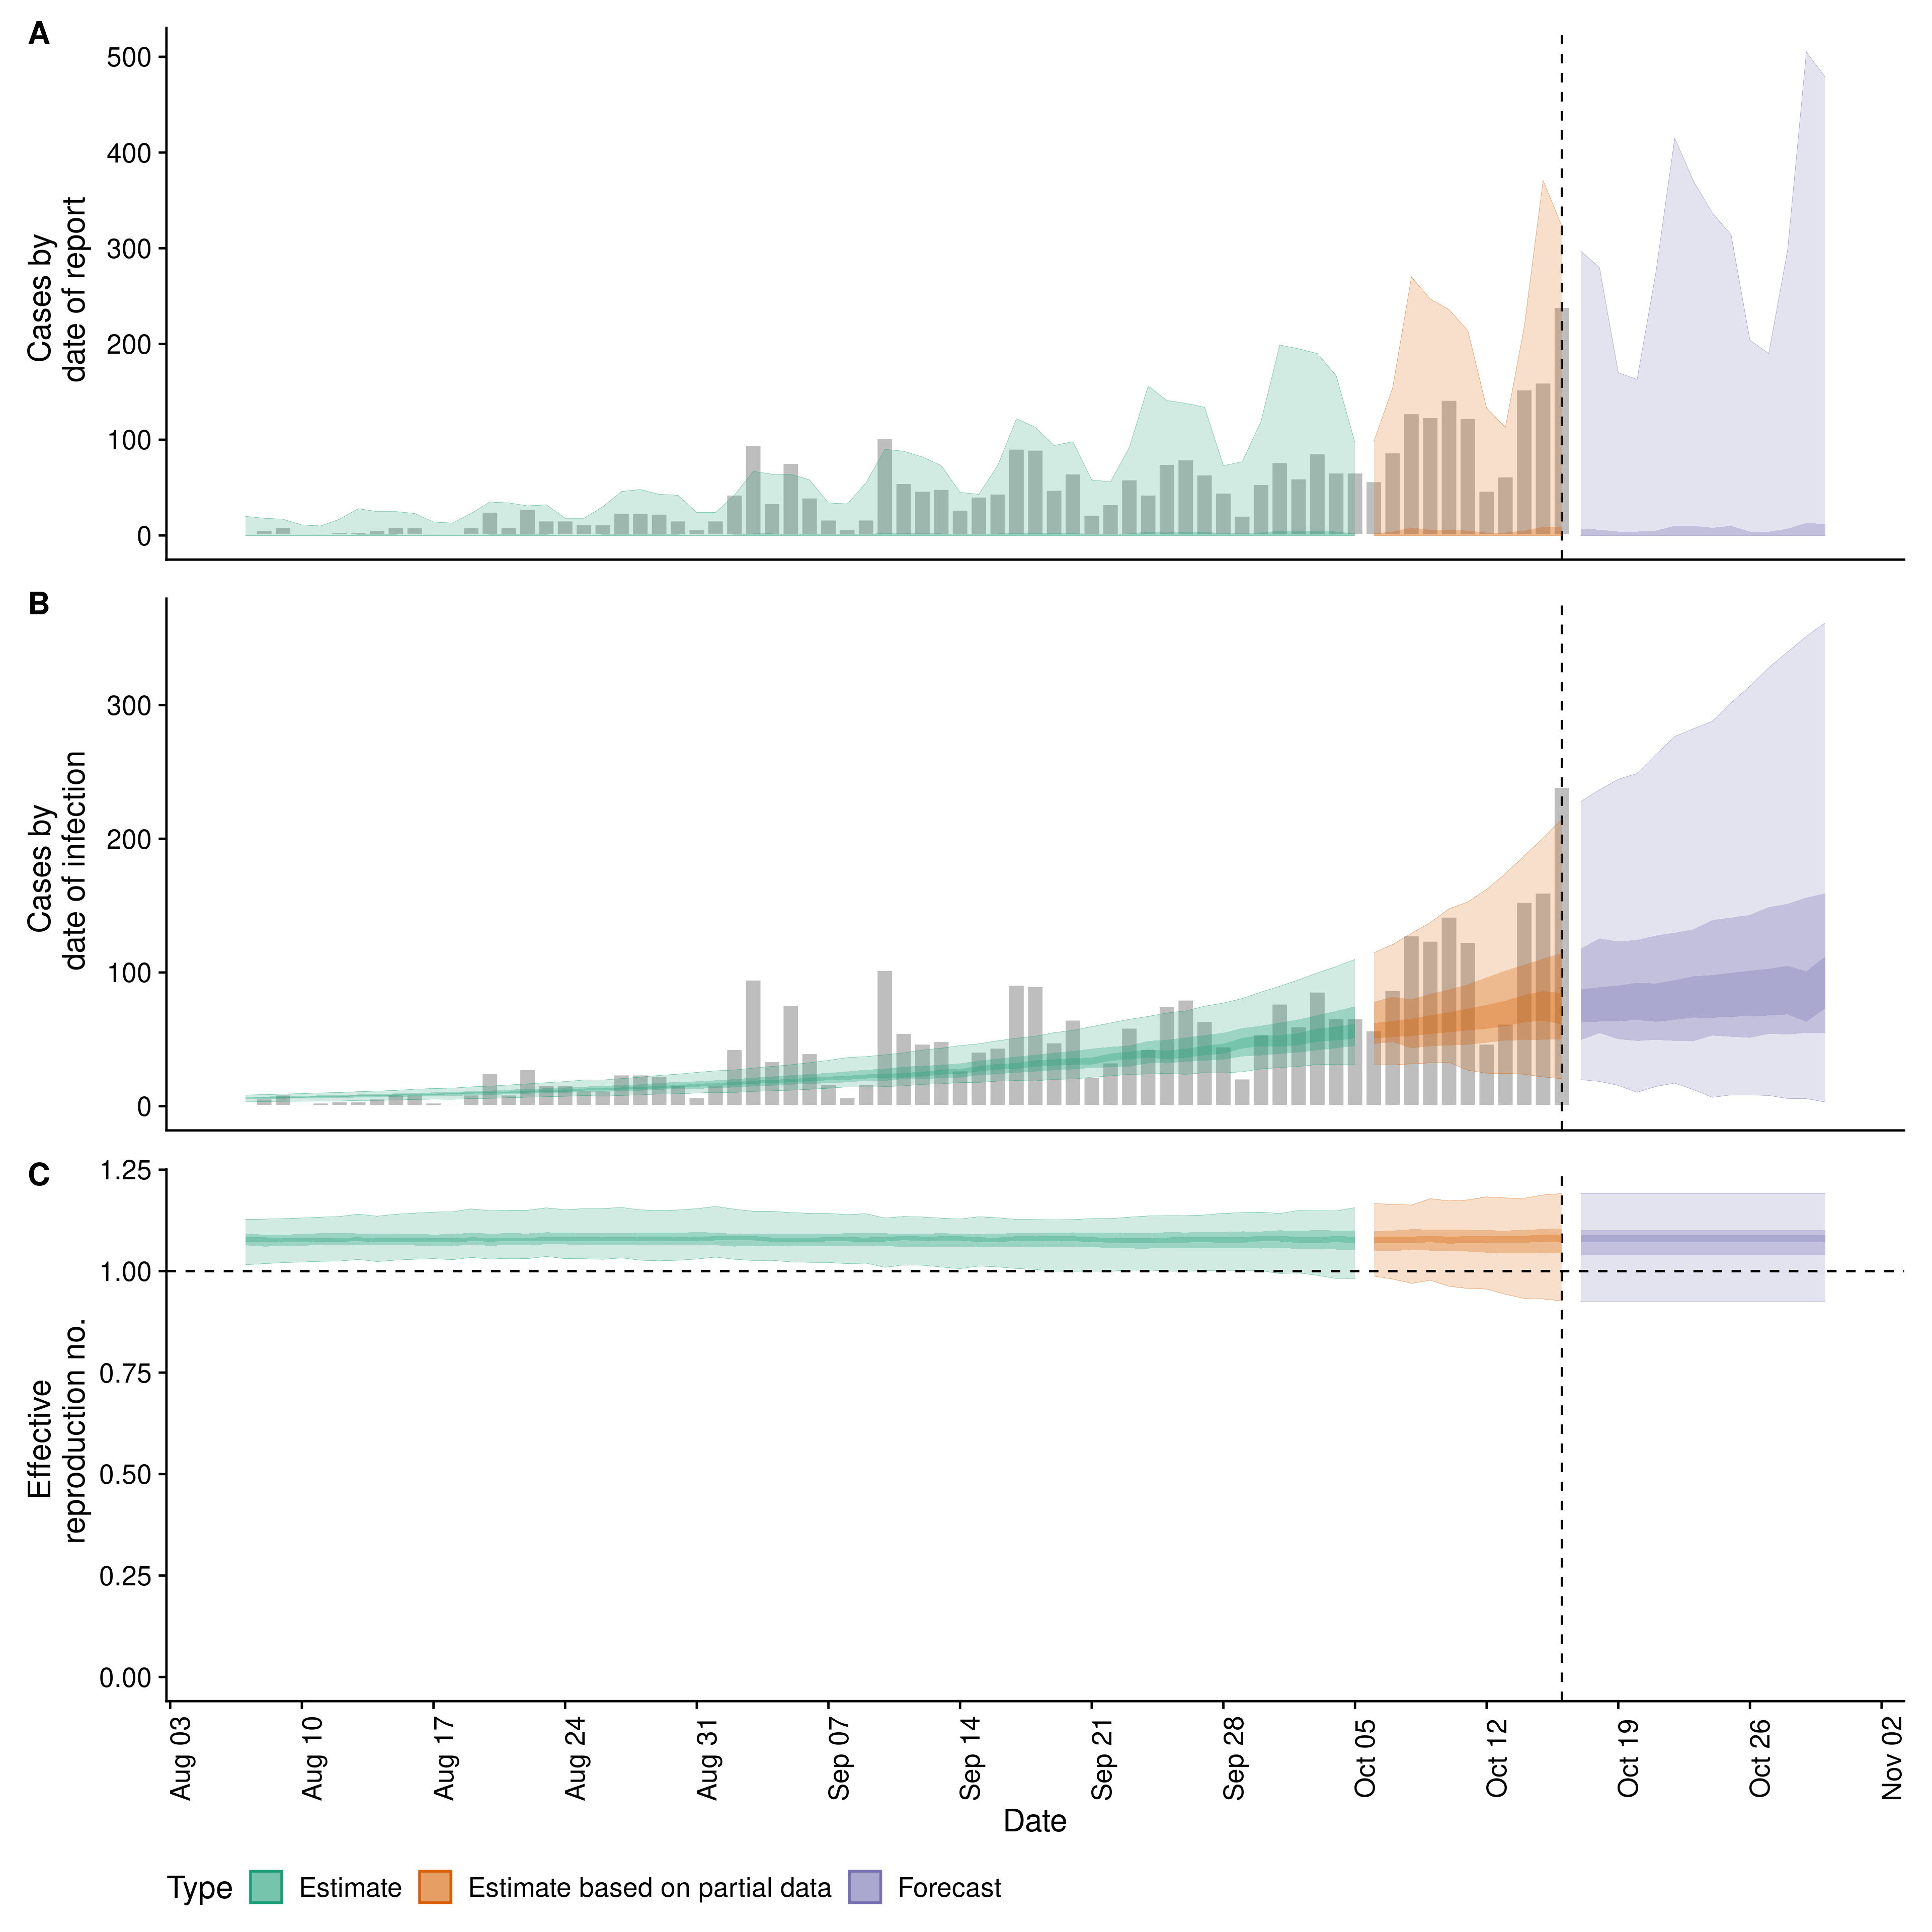 A
500
400
300
200
100
0
Cases by
date of report
B
300
200
100
0
Cases by
date of infection
C
1.25
1.00
0.75
0.50
0.25
0.00
Effective
reproduction no.
Aug 03
Aug 10
Aug 17
Aug 24
Aug 31
Sep 07
Sep 14
Sep 21
Sep 28
Oct 05
Oct 12
Oct 19
Oct 26
Nov 02
Date
Type Estimate Estimate based on partial data Forecast